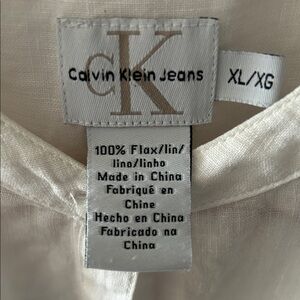 CK
Calvin Klein Jeans
XL/XG
100% Flax/lin/
lino/linho
Made in China
Fabriqué en
Chine
Hecho en China
Fabricado na
China